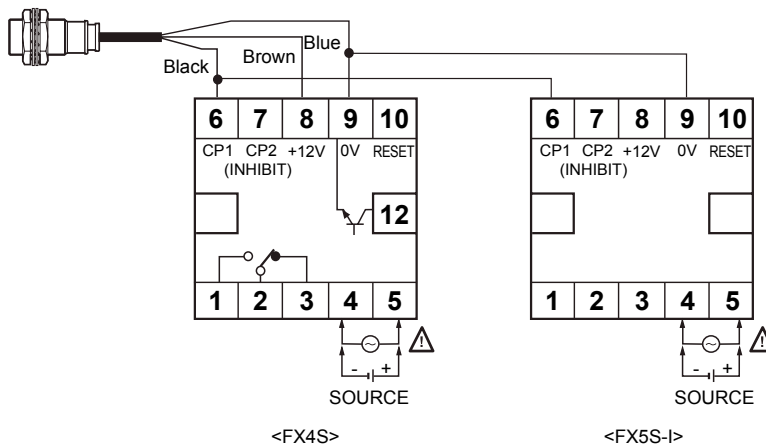 Blue
Brown
Black
6 7 8 9 10
CP1 CP2 +12V 0V RESET
(INHIBIT)
12
1 2 3 4 5
- +
SOURCE
<FX4S>
6 7 8 9 10
CP1 CP2 +12V 0V RESET
(INHIBIT)
1 2 3 4 5
- +
SOURCE
<FX5S-I>